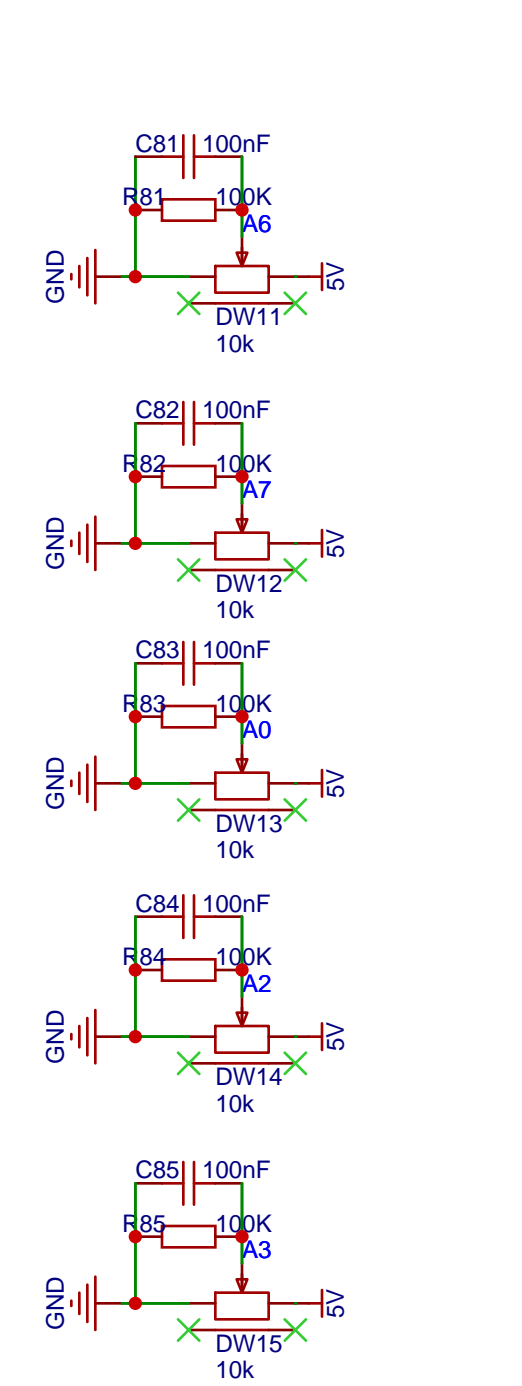 C81 100nF
R81 100K
A6
GND 5V
DW11
10k
C82 100nF
R82 100K
A7
GND 5V
DW12
10k
C83 100nF
R83 100K
A0
GND 5V
DW13
10k
C84 100nF
R84 100K
A2
GND 5V
DW14
10k
C85 100nF
R85 100K
A3
GND 5V
DW15
10k